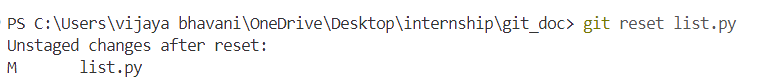 PS C:\Users\vijaya bhavani\OneDrive\Desktop\internship\git_doc> git reset list.py
Unstaged changes after reset:
M       list.py